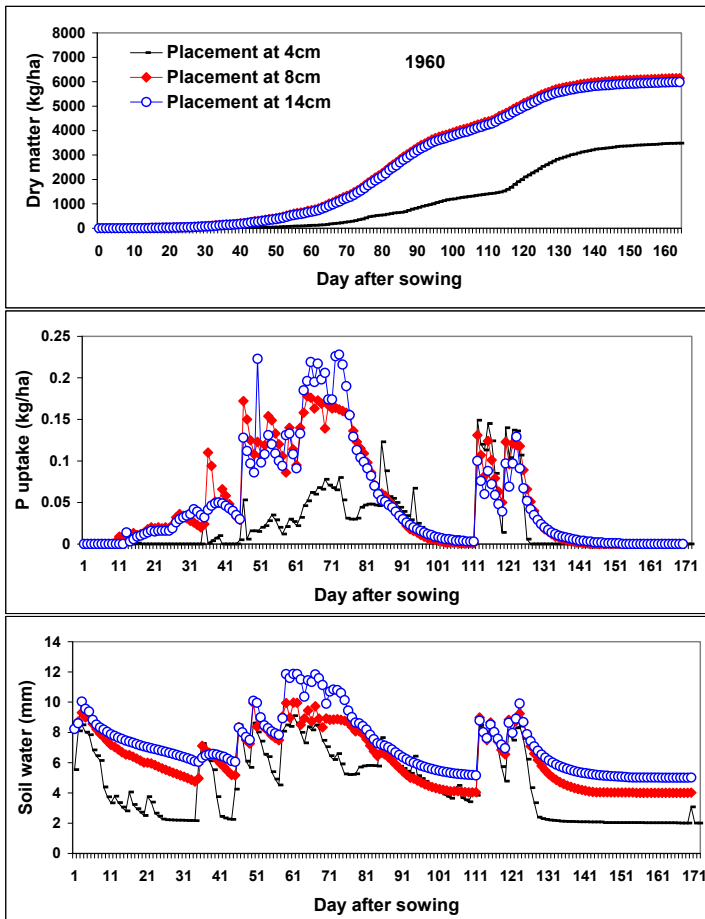 8000
7000
6000
5000
4000
3000
2000
1000
0
Dry matter (kg/ha)
Placement at 4cm
Placement at 8cm
Placement at 14cm
1960
0 10 20 30 40 50 60 70 80 90 100 110 120 130 140 150 160
Day after sowing
0.25
0.2
0.15
0.1
0.05
0
P uptake (kg/ha)
1 11 21 31 41 51 61 71 81 91 101 111 121 131 141 151 161 171
Day after sowing
14
12
10
8
6
4
2
0
Soil water (mm)
1 11 21 31 41 51 61 71 81 91 101 111 121 131 141 151 161 171
Day after sowing